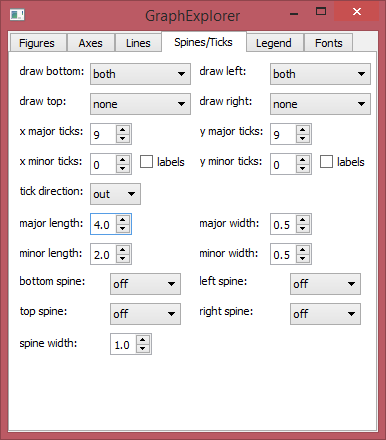 GraphExplorer
Figures Axes Lines Spines/Ticks Legend Fonts
draw bottom: both draw left: both
draw top: none draw right: none
x major ticks: 9 y major ticks: 9
x minor ticks: 0 labels y minor ticks: 0 labels
tick direction: out
major length: 4.0 major width: 0.5
minor length: 2.0 minor width: 0.5
bottom spine: off left spine: off
top spine: off right spine: off
spine width: 1.0